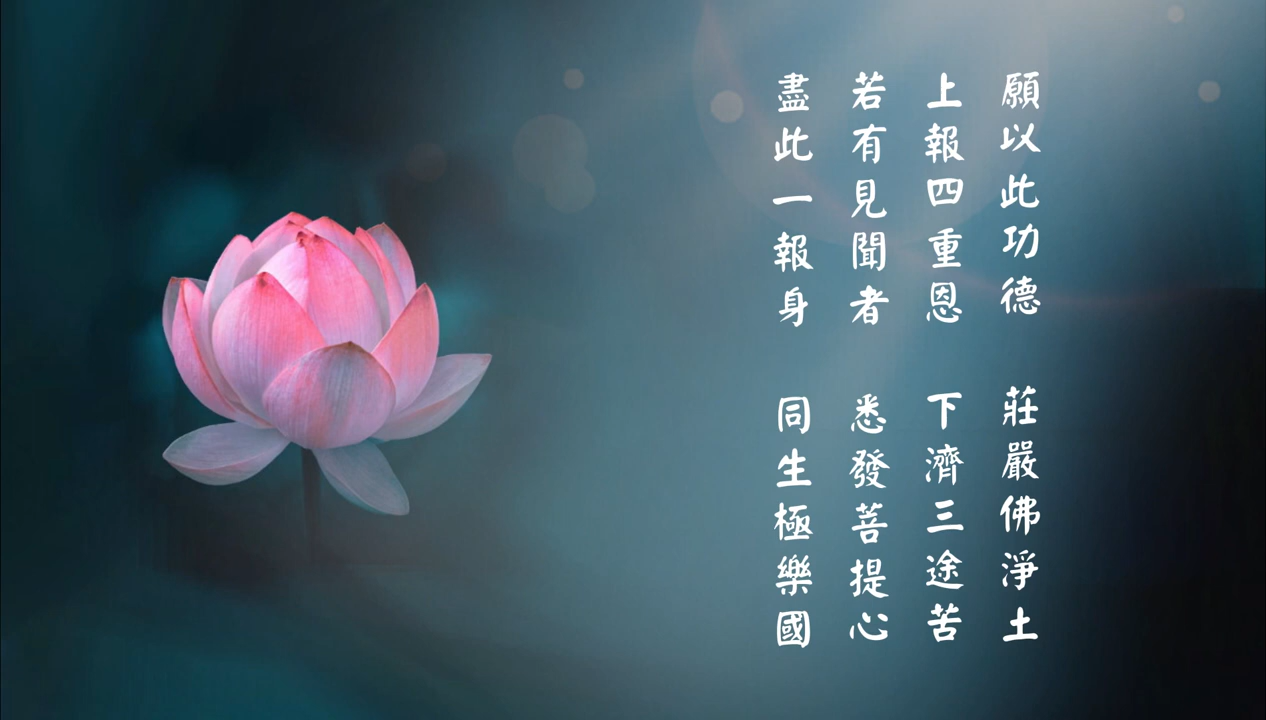 願以此功德 莊嚴佛淨土
上報四重恩 下濟三途苦
若有見聞者 悉發菩提心
盡此一報身 同生極樂國